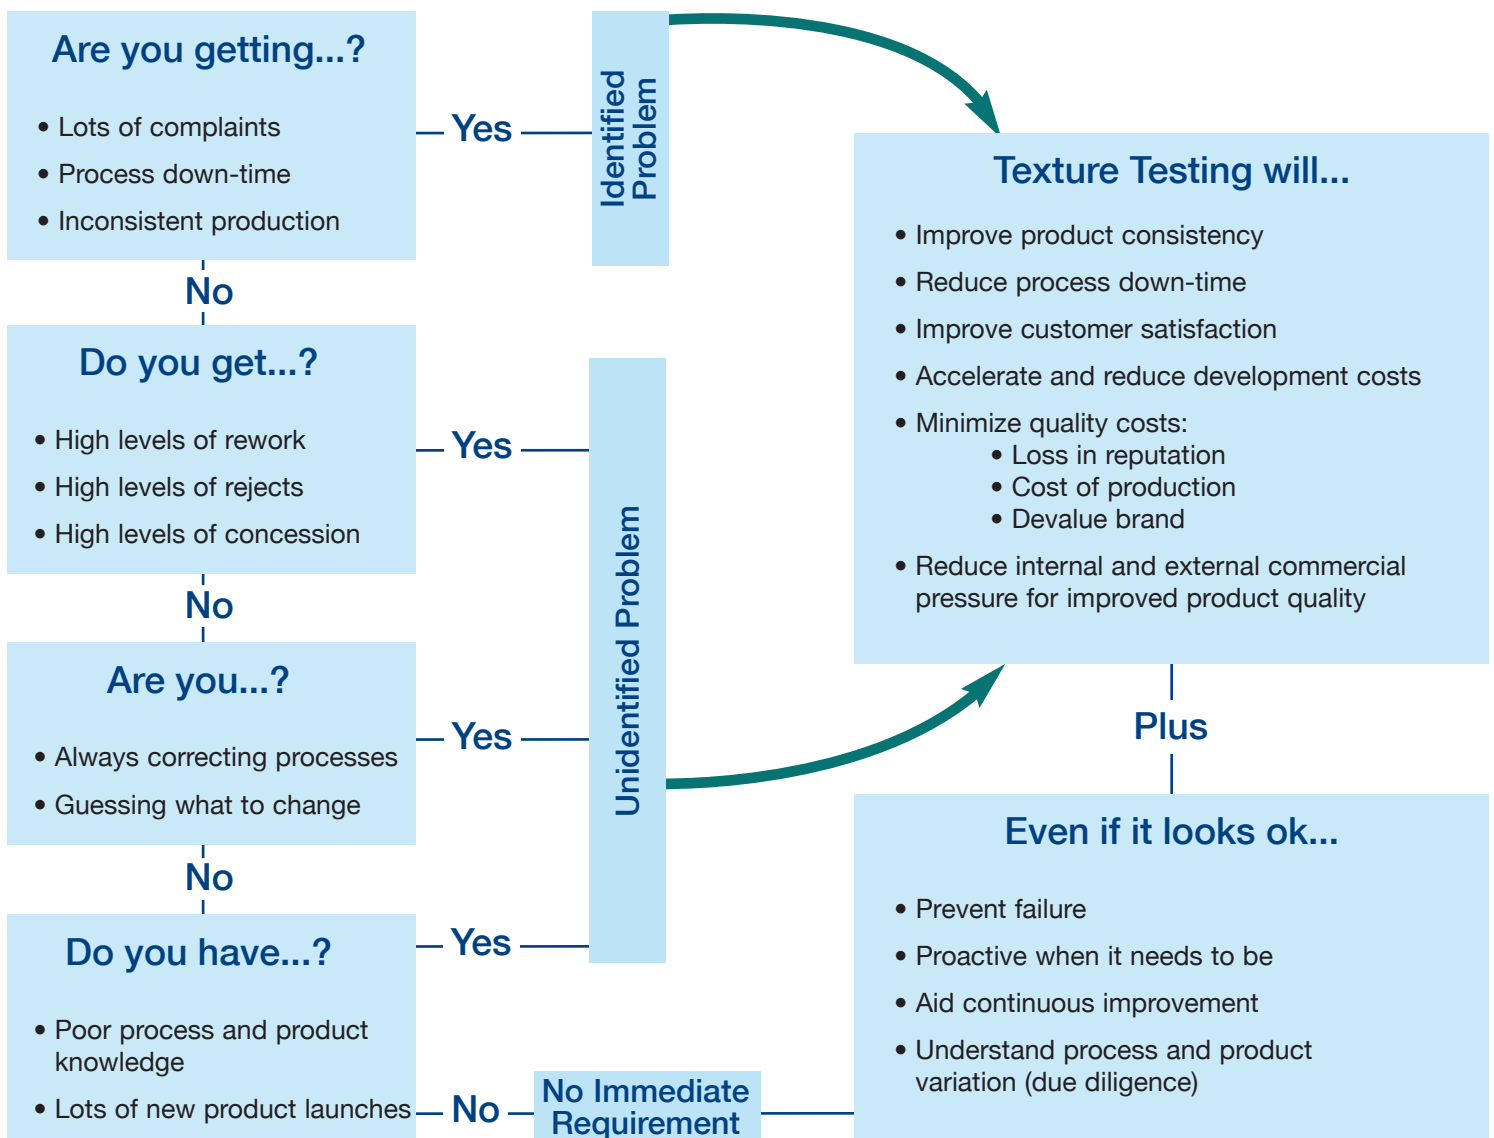 Are you getting...?
• Lots of complaints
• Process down-time
• Inconsistent production
Yes
Identified
Problem
No
Do you get...?
• High levels of rework
• High levels of rejects
• High levels of concession
Yes
No
Are you...?
• Always correcting processes
• Guessing what to change
Yes
Unidentified Problem
No
Do you have...?
• Poor process and product
knowledge
• Lots of new product launches
Yes
No
No Immediate
Requirement
Texture Testing will...
• Improve product consistency
• Reduce process down-time
• Improve customer satisfaction
• Accelerate and reduce development costs
• Minimize quality costs:
• Loss in reputation
• Cost of production
• Devalue brand
• Reduce internal and external commercial
pressure for improved product quality
Plus
Even if it looks ok...
• Prevent failure
• Proactive when it needs to be
• Aid continuous improvement
• Understand process and product
variation (due diligence)